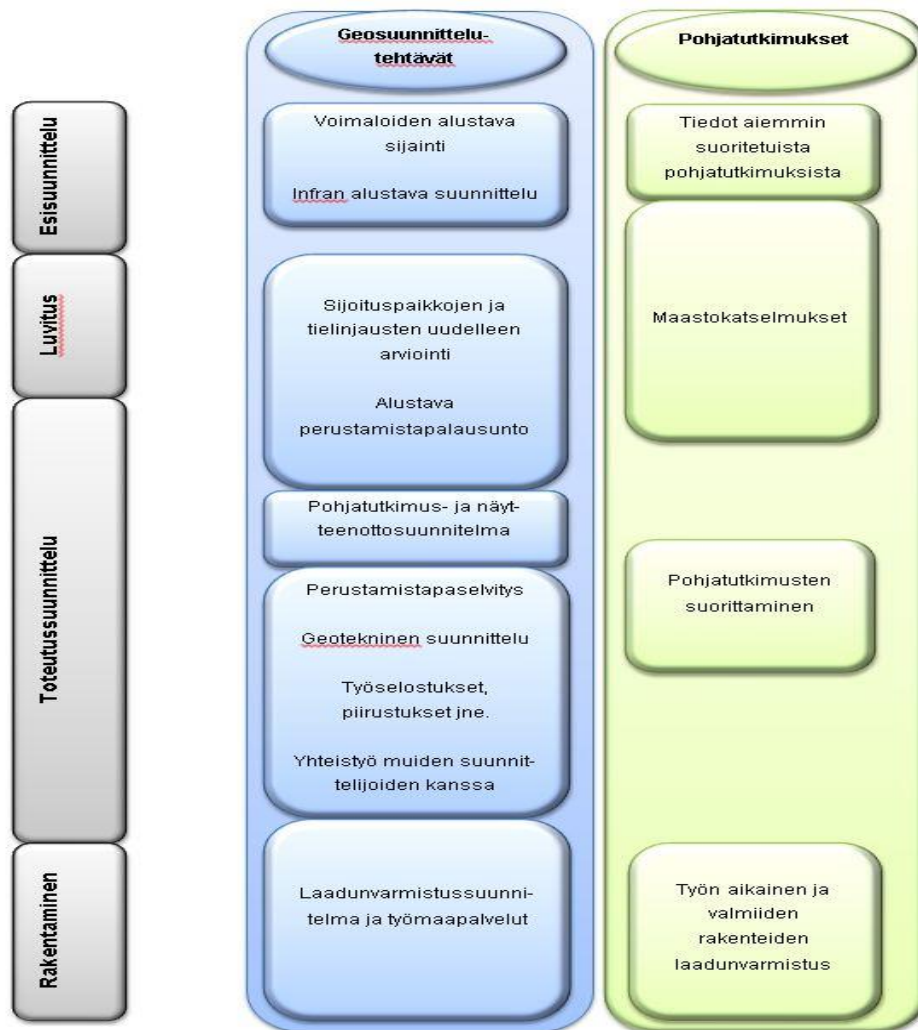 Esisuunnittelu
Luvitus
Toteutussuunnittelu
Rakentaminen
Geosuunnittelu-
tehtävät
Voimaloiden alustava
sijainti
Infran alustava suunnittelu
Sijoituspaikkojen ja
tielinjausten uudelleen
arviointi
Alustava
perustamistapalausunto
Pohjatutkimus- ja näyt-
teenottosuunnitelma
Perustamistapaselvitys
Geotekninen suunnittelu
Työselostukset,
piirustukset jne.
Yhteistyö muiden suunnit-
telijoiden kanssa
Laadunvarmistussuunni-
telma ja työmaapalvelut
Pohjatutkimukset
Tiedot aiemmin
suoritetuista
pohjatutkimuksista
Maastokatselmukset
Pohjatutkimusten
suorittaminen
Työn aikainen ja
valmiiden
rakenteiden
laadunvarmistus